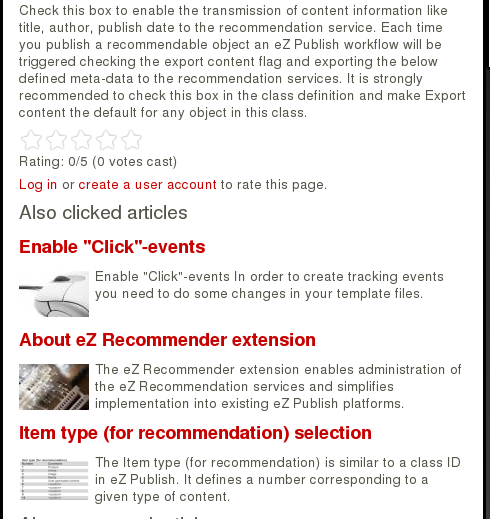 Check this box to enable the transmission of content information like
title, author, publish date to the recommendation service. Each time
you publish a recommendable object an eZ Publish workflow will be
triggered checking the export content flag and exporting the below
defined meta-data to the recommendation services. It is strongly
recommended to check this box in the class definition and make Export
content the default for any object in this class.
Rating: 0/5 (0 votes cast)
Log in or create a user account to rate this page.
Also clicked articles
Enable "Click"-events
Enable "Click"-events In order to create tracking events
you need to do some changes in your template files.
About eZ Recommender extension
The eZ Recommender extension enables administration of
the eZ Recommendation services and simplifies
implementation into existing eZ Publish platforms.
Item type (for recommendation) selection
The Item type (for recommendation) is similar to a class ID
in eZ Publish. It defines a number corresponding to a
given type of content.